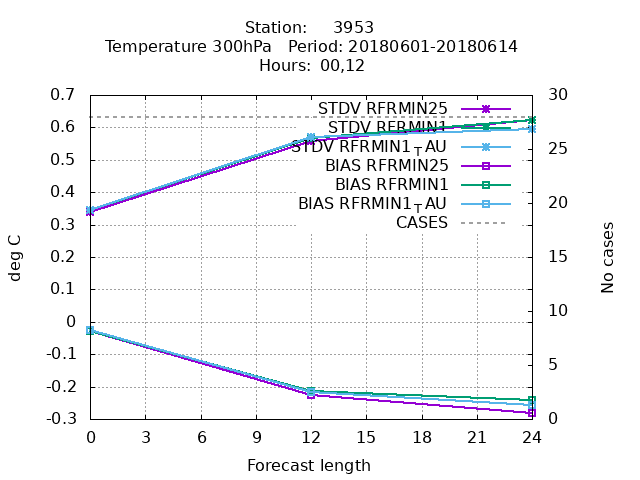 Station: 3953
Temperature 300hPa Period: 20180601-20180614
Hours: 00,12
0.7
0.6
0.5
0.4
0.3
0.2
0.1
0
-0.1
-0.2
-0.3
deg C
30
25
20
15
10
5
0
No cases
STDV RFRMIN25
STDV RFRMIN1
STDV RFRMIN1TAU
BIAS RFRMIN25
BIAS RFRMIN1
BIAS RFRMIN1TAU
CASES
0 3 6 9 12 15 18 21 24
Forecast length